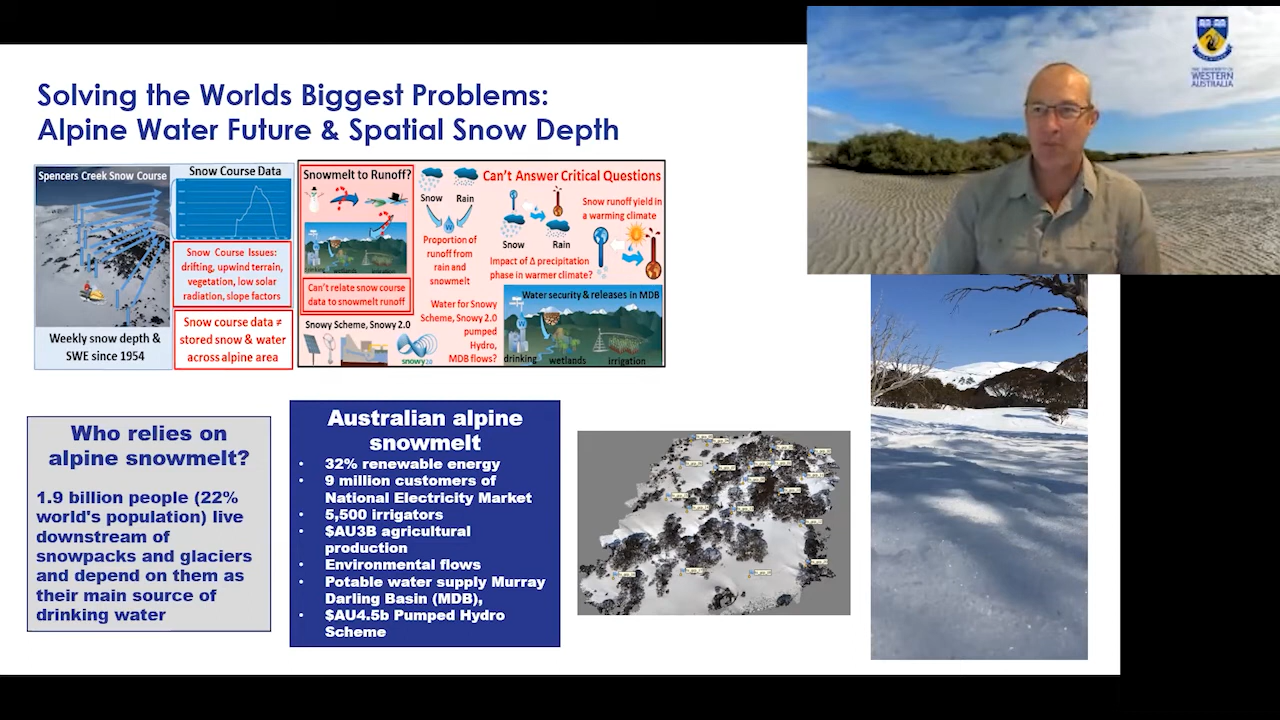 THE UNIVERSITY OF
WESTERN
AUSTRALIA
Solving the Worlds Biggest Problems:
Alpine Water Future & Spatial Snow Depth
Spencers Creek Snow Course
Weekly snow depth &
SWE since 1954
Snow Course Data
Snow Course Issues:
drifting, upwind terrain,
vegetation, low solar
radiation, slope factors
Snow course data ≠
stored snow & water
across alpine area
Snowmelt to Runoff?
Can't relate snow course
data to snowmelt runoff
Snowy Scheme, Snowy 2.0
snowy 2.0
Snow
Rain
Proportion of
runoff from
rain and
snowmelt
Water for Snowy
Scheme, Snowy 2.0
pumped
Hydro,
MDB flows?
Can't Answer Critical Questions
Snow runoff yield in
a warming climate
Snow
Rain
Impact of Δ precipitation
phase in warmer climate?
Water security & releases in MDB
drinking
wetlands
irrigation
Who relies on
alpine snowmelt?
1.9 billion people (22%
world's population) live
downstream of
snowpacks and glaciers
and depend on them as
their main source of
drinking water
Australian alpine
snowmelt
• 32% renewable energy
• 9 million customers of
National Electricity Market
• 5,500 irrigators
• $AU3B agricultural
production
• Environmental flows
• Potable water supply Murray
Darling Basin (MDB),
• $AU4.5b Pumped Hydro
Scheme